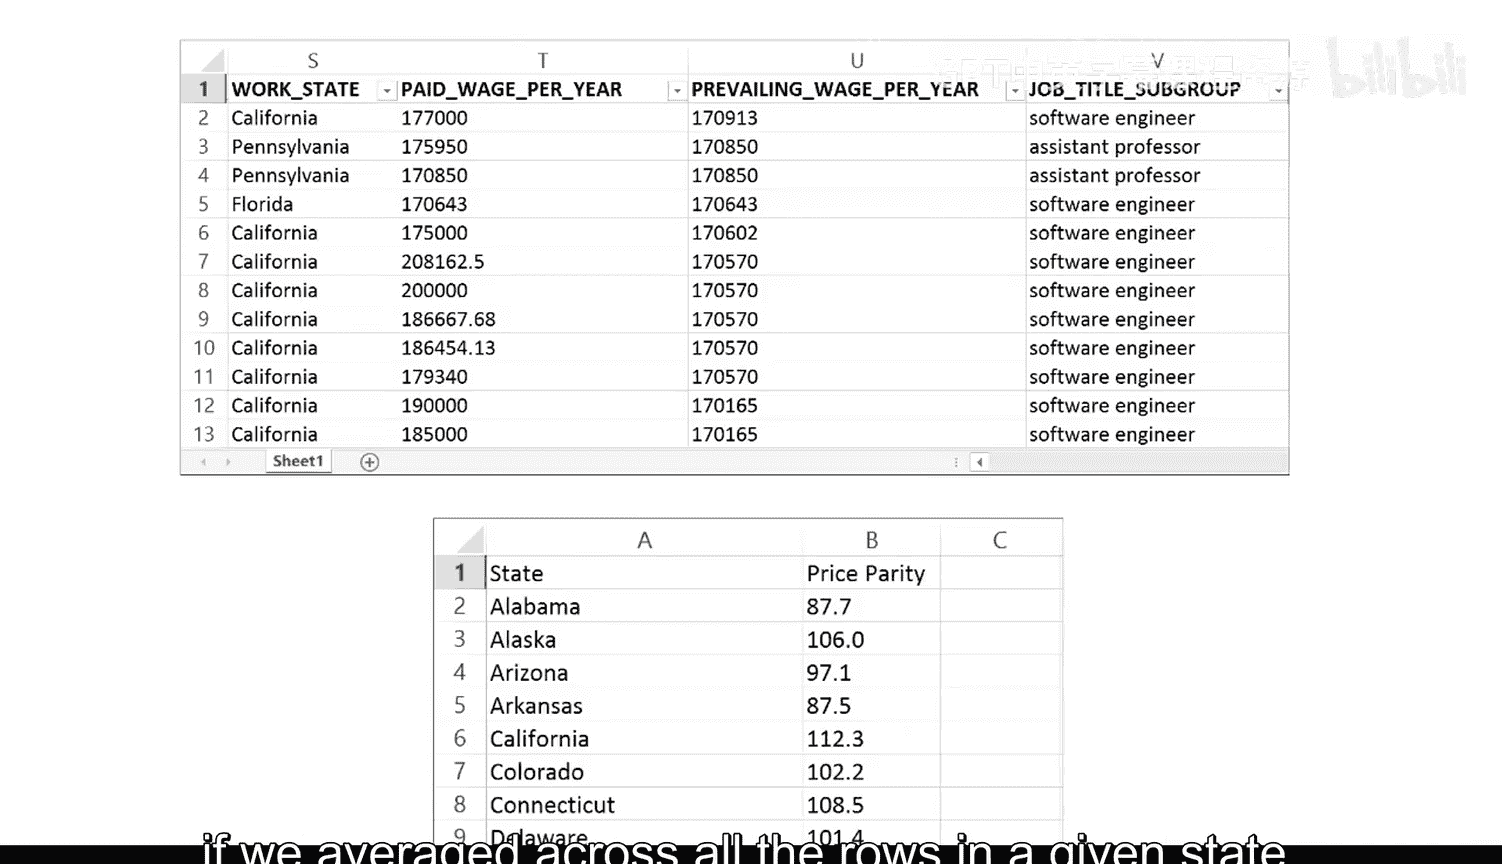 S T U V
1 WORK_STATE PAID_WAGE_PER_YEAR PREVAILING_WAGE_PER_YEAR JOB_TITLE_SUBGROUP
2 California 177000 170913 software engineer
3 Pennsylvania 175950 170850 assistant professor
4 Pennsylvania 170850 170850 assistant professor
5 Florida 170643 170643 software engineer
6 California 175000 170602 software engineer
7 California 208162.5 170570 software engineer
8 California 200000 170570 software engineer
9 California 186667.68 170570 software engineer
10 California 186454.13 170570 software engineer
11 California 179340 170570 software engineer
12 California 190000 170165 software engineer
13 California 185000 170165 software engineer
Sheet1
bilibili
A B C
1 State Price Parity
2 Alabama 87.7
3 Alaska 106.0
4 Arizona 97.1
5 Arkansas 87.5
6 California 112.3
7 Colorado 102.2
8 Connecticut 108.5
9 Delaware 101.4
if we averaged across all the rows in a given state